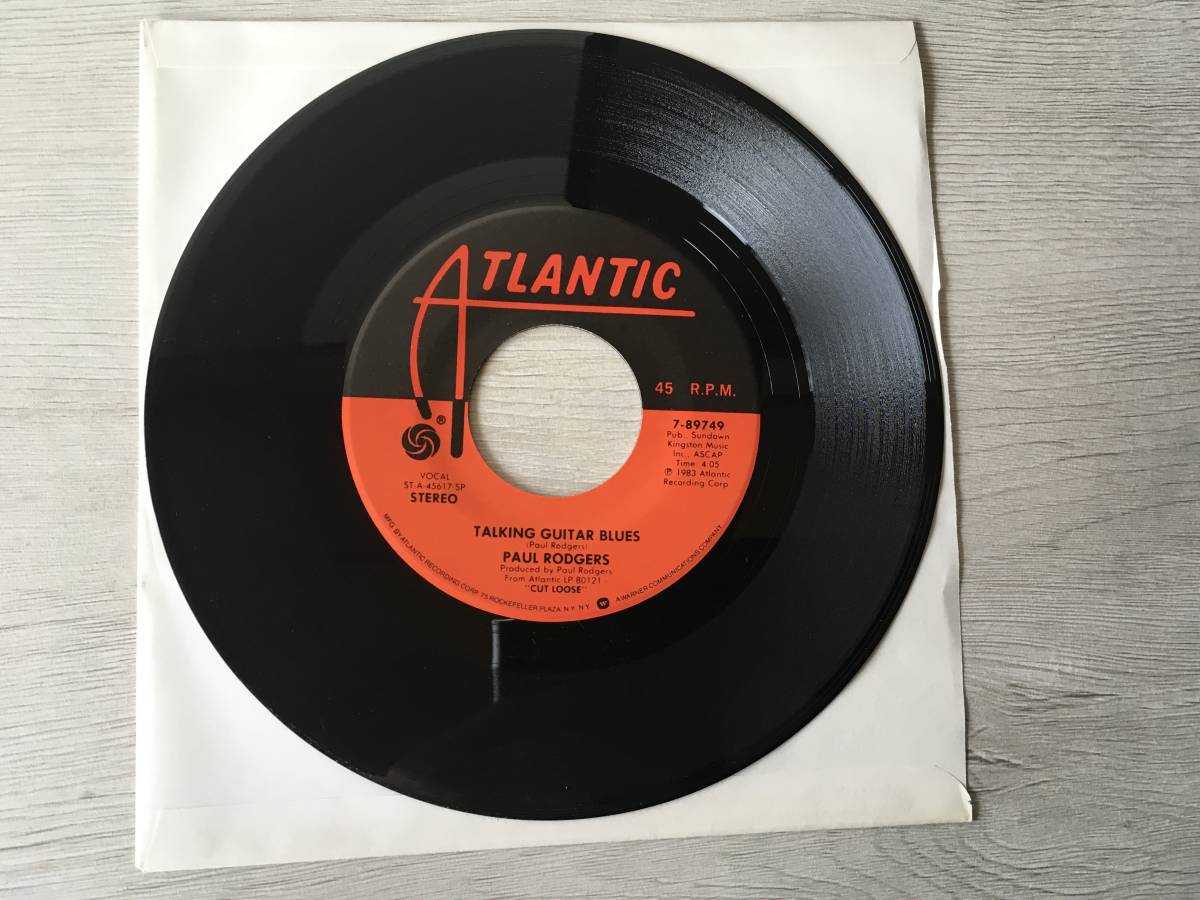 ATLANTIC
45 R.P.M.
®
7-89749
Pub. Sundown
Kingston Music
Inc., ASCAP
Time: 4:05
℗ 1983 Atlantic
Recording Corp
VOCAL
ST-A-45617-SP
STEREO
TALKING GUITAR BLUES
(Paul Rodgers)
PAUL RODGERS
Produced by Paul Rodgers
From Atlantic LP 80121
"CUT LOOSE"
MFG. BY ATLANTIC RECORDING CORP. 75 ROCKEFELLER PLAZA, N.Y. N.Y. W A WARNER COMMUNICATIONS COMPANY